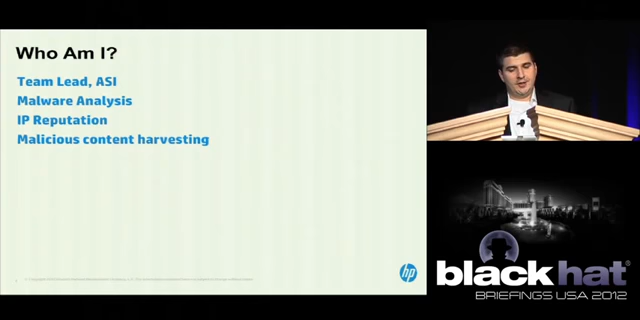 Who Am I?
Team Lead, ASI
Malware Analysis
IP Reputation
Malicious content harvesting
hp
black hat®
BRIEFINGS USA 2012